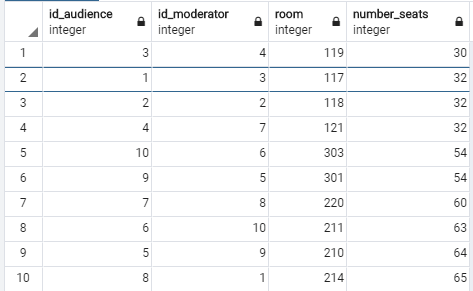 id_audience integer id_moderator integer room integer number_seats integer
1 3 4 119 30
2 1 3 117 32
3 2 2 118 32
4 4 7 121 32
5 10 6 303 54
6 9 5 301 54
7 7 8 220 60
8 6 10 211 63
9 5 9 210 64
10 8 1 214 65